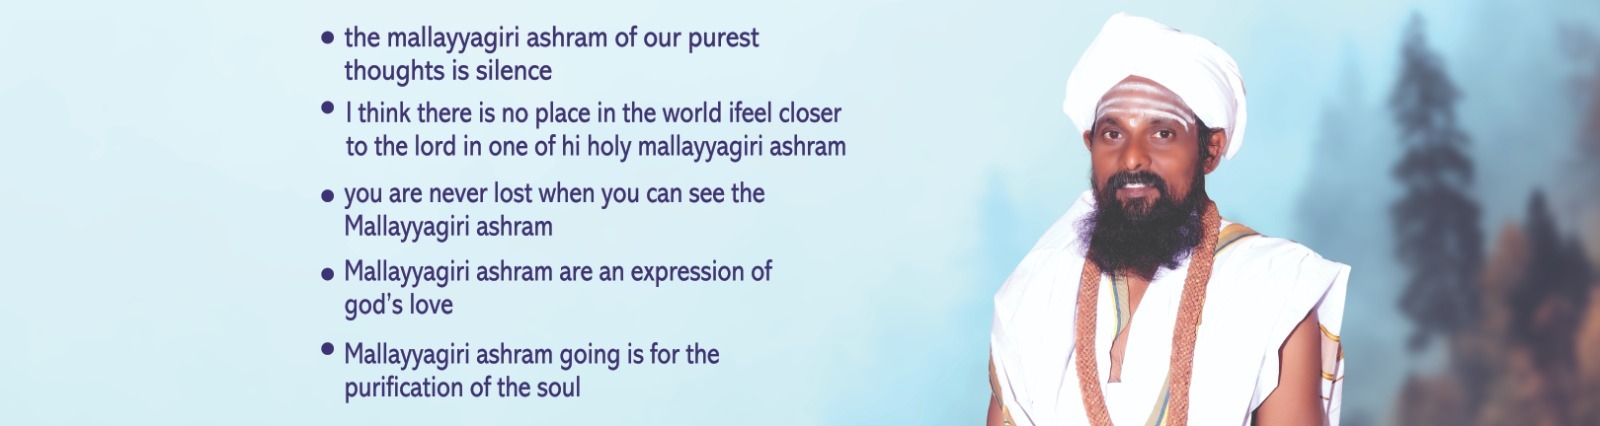 • the mallayyagiri ashram of our purest
thoughts is silence
• I think there is no place in the world ifeel closer
to the lord in one of hi holy mallayyagiri ashram
• you are never lost when you can see the
Mallayyagiri ashram
• Mallayyagiri ashram are an expression of
god's love
• Mallayyagiri ashram going is for the
purification of the soul